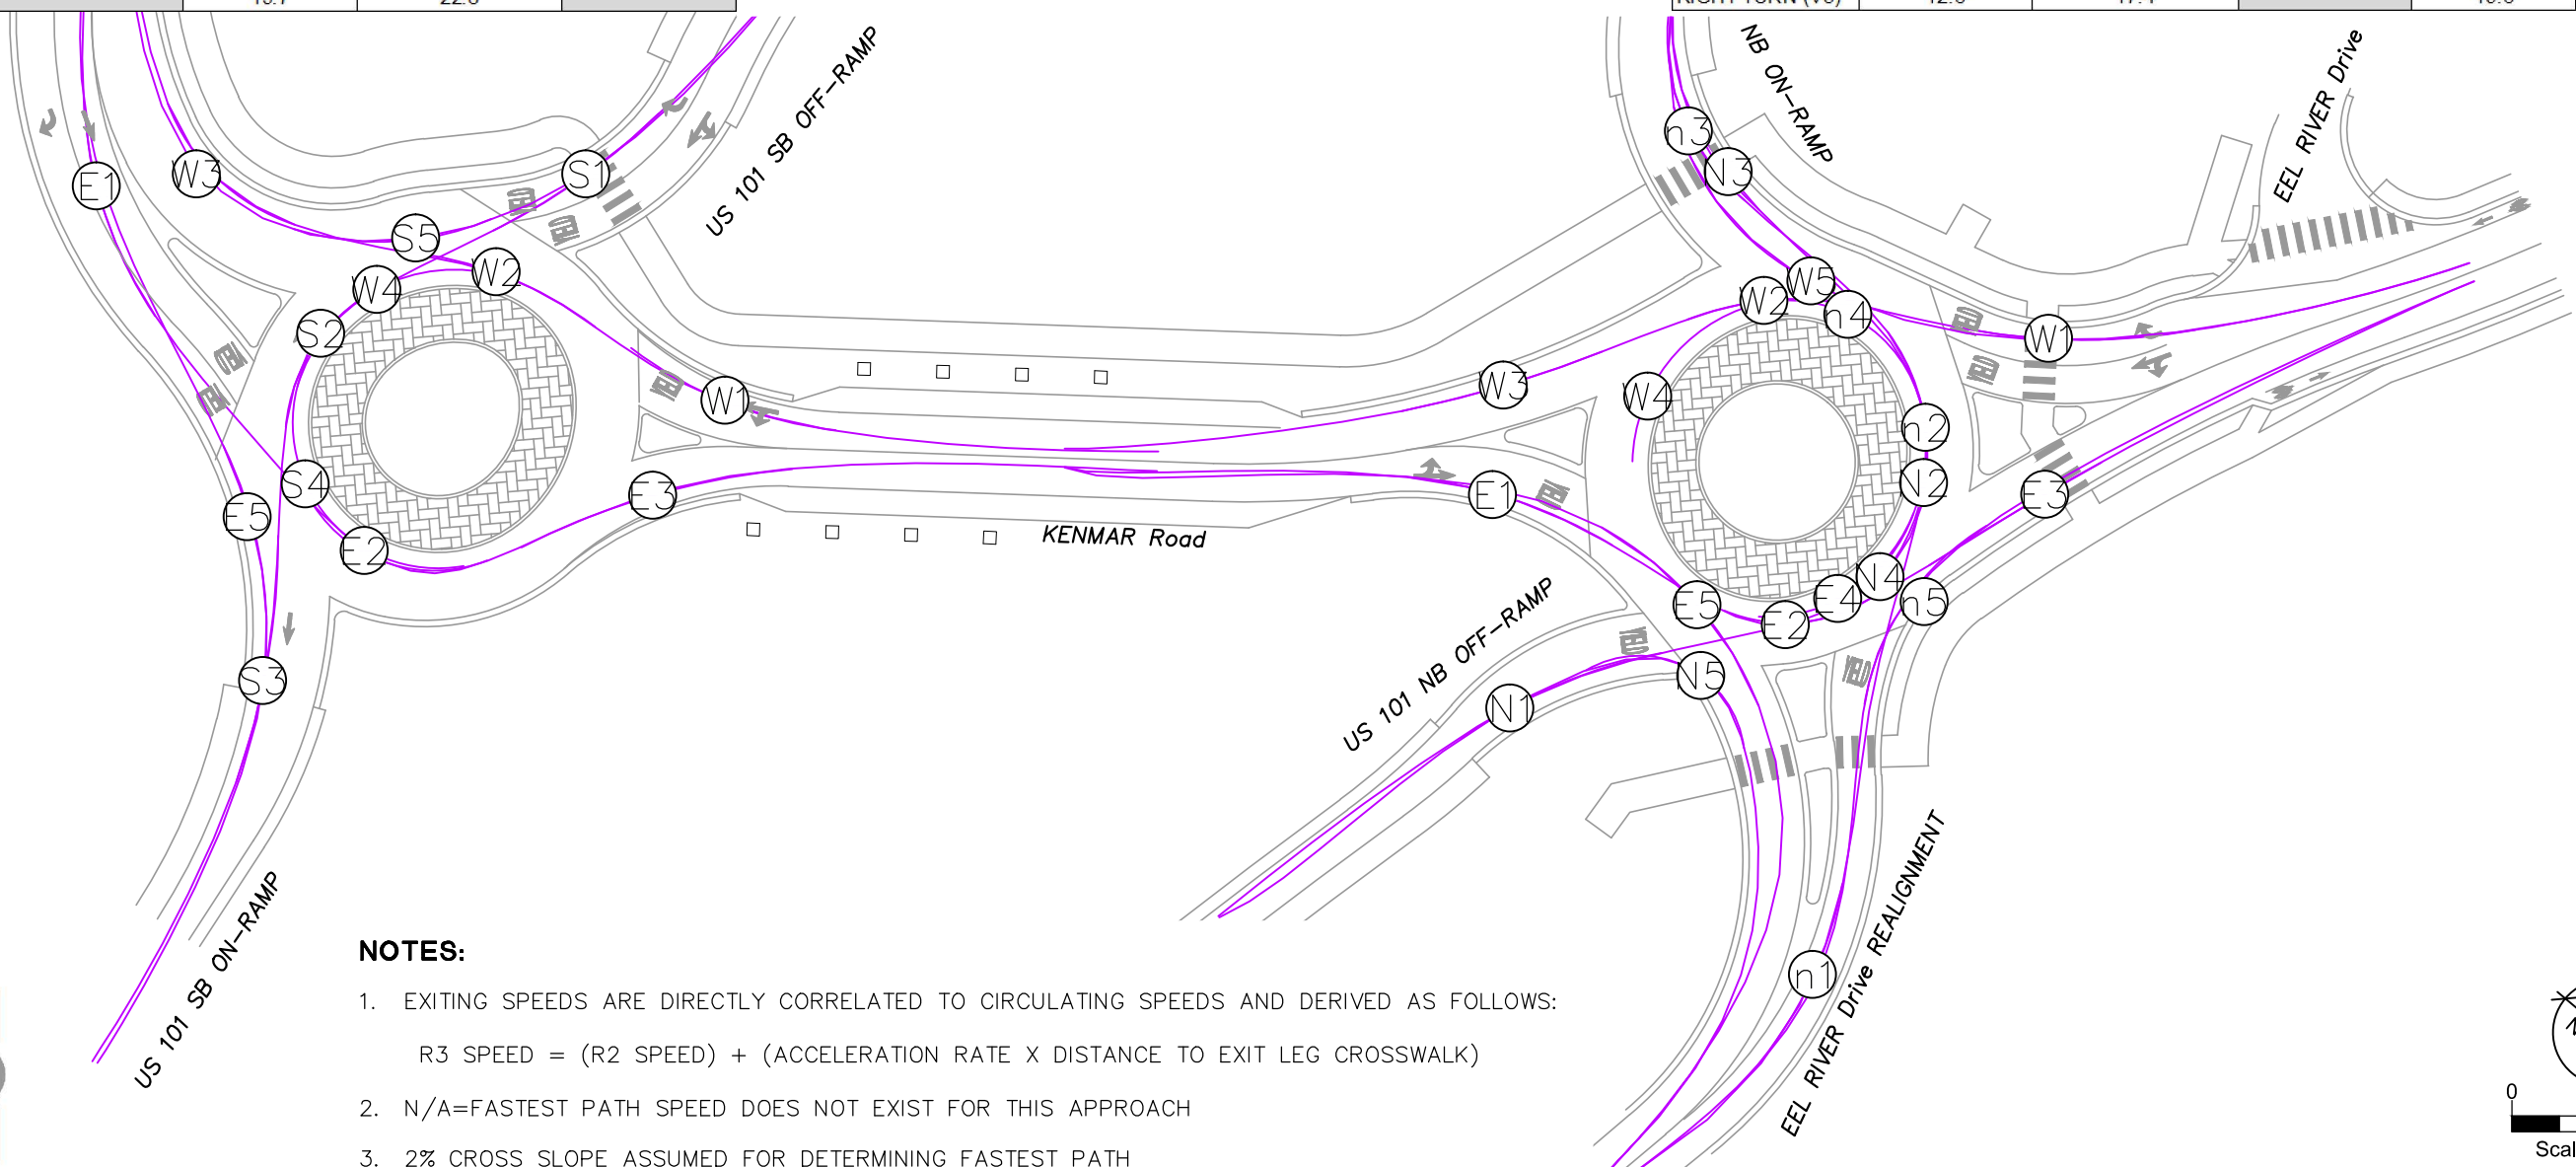 US 101 SB OFF-RAMP
NB ON-RAMP
EEL RIVER Drive
E1
W3
S1
S5
W2
W4
S2
W1
S4
E5
E2
E3
S3
n3
N3
W5
W2
n4
W1
W3
W4
n2
N2
E1
E3
E5
E2
E4
N4
n5
N5
N1
n1
KENMAR Road
US 101 NB OFF-RAMP
US 101 SB ON-RAMP
EEL RIVER Drive REALIGNMENT
NOTES:
1. EXITING SPEEDS ARE DIRECTLY CORRELATED TO CIRCULATING SPEEDS AND DERIVED AS FOLLOWS:
R3 SPEED = (R2 SPEED) + (ACCELERATION RATE X DISTANCE TO EXIT LEG CROSSWALK)
2. N/A=FASTEST PATH SPEED DOES NOT EXIST FOR THIS APPROACH
3. 2% CROSS SLOPE ASSUMED FOR DETERMINING FASTEST PATH
0